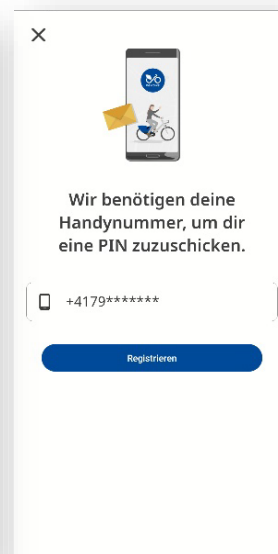 Wir benötigen deine
Handynummer, um dir
eine PIN zuzuschicken.
+4179*******
Registrieren